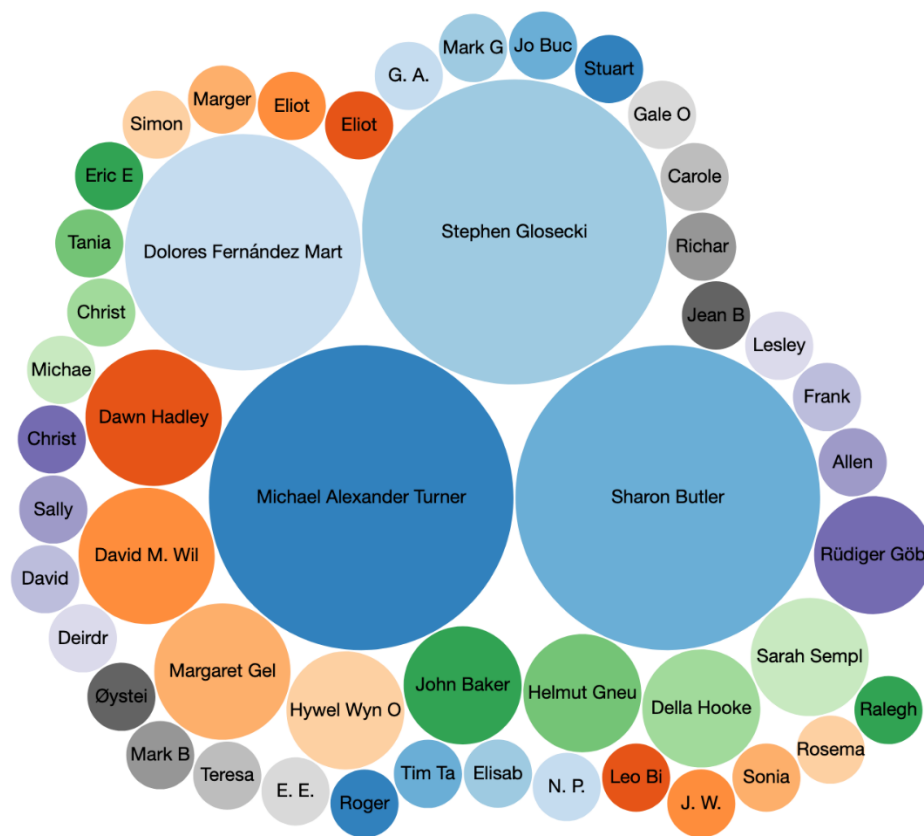 Mark G
Jo Buc
Stuart
G. A.
Marger
Eliot
Eliot
Simon
Gale O
Eric E
Carole
Stephen Glosecki
Tania
Dolores Fernández Mart
Richar
Christ
Jean B
Lesley
Michae
Frank
Dawn Hadley
Christ
Allen
Michael Alexander Turner
Sharon Butler
Sally
David M. Wil
Rüdiger Göb
David
Deirdr
Sarah Sempl
Margaret Gel
John Baker
Helmut Gneu
Øystei
Hywel Wyn O
Della Hooke
Ralegh
Mark B
Rosema
Teresa
Tim Ta
Elisab
Leo Bi
Sonia
E. E.
N. P.
Roger
J. W.